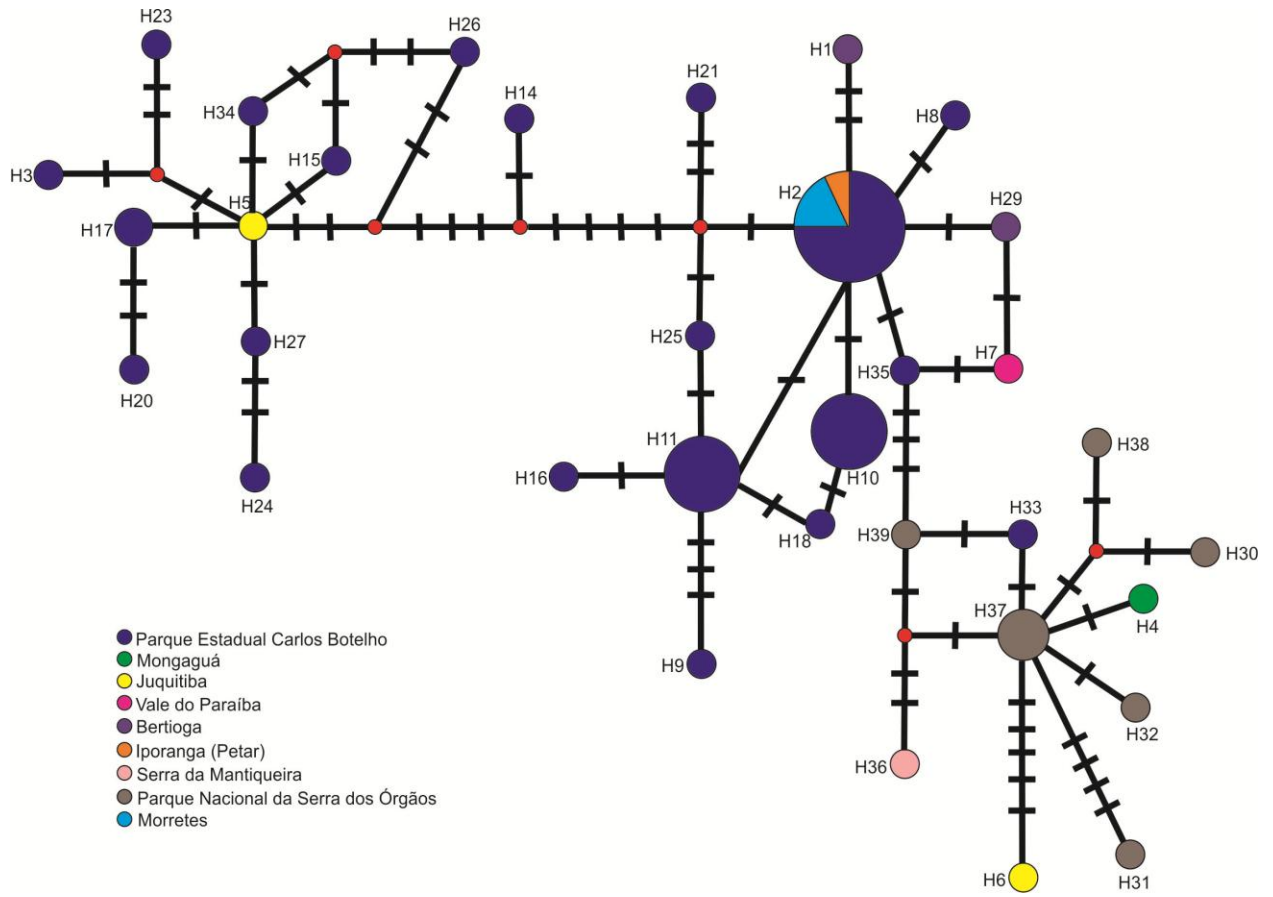 H23
H26
H1
H21
H14
H8
H34
H15
H3
H2
H5
H29
H17
H25
H27
H7
H35
H20
H11
H38
H16
H10
H24
H33
H18
H39
H30
H37
H4
H9
H32
H36
H31
H6
Parque Estadual Carlos Botelho
Mongaguá
Juquitiba
Vale do Paraíba
Bertioga
Iporanga (Petar)
Serra da Mantiqueira
Parque Nacional da Serra dos Órgãos
Morretes